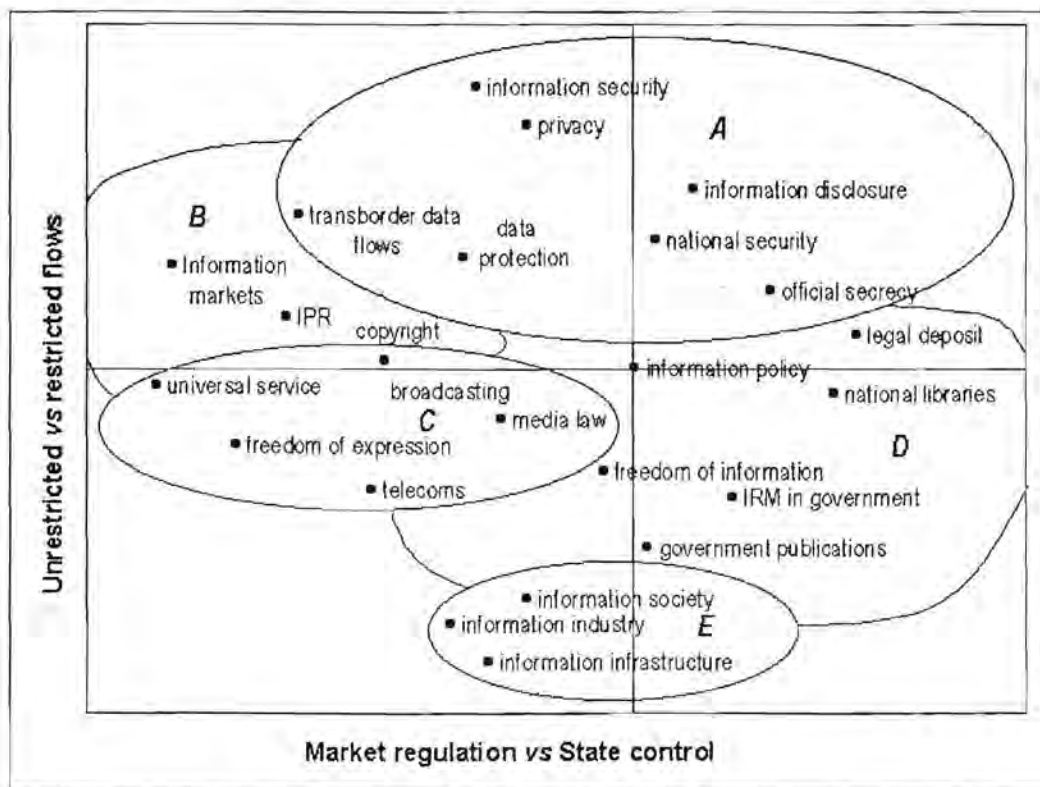 information security
privacy
A
information disclosure
B
transborder data
flows
data
protection
national security
Information
markets
official secrecy
IPR
copyright
legal deposit
information policy
universal service
broadcasting
national libraries
C
media law
D
freedom of expression
freedom of information
telecoms
IRM in government
government publications
information society
information industry
E
information infrastructure
Unrestricted vs restricted flows
Market regulation vs State control